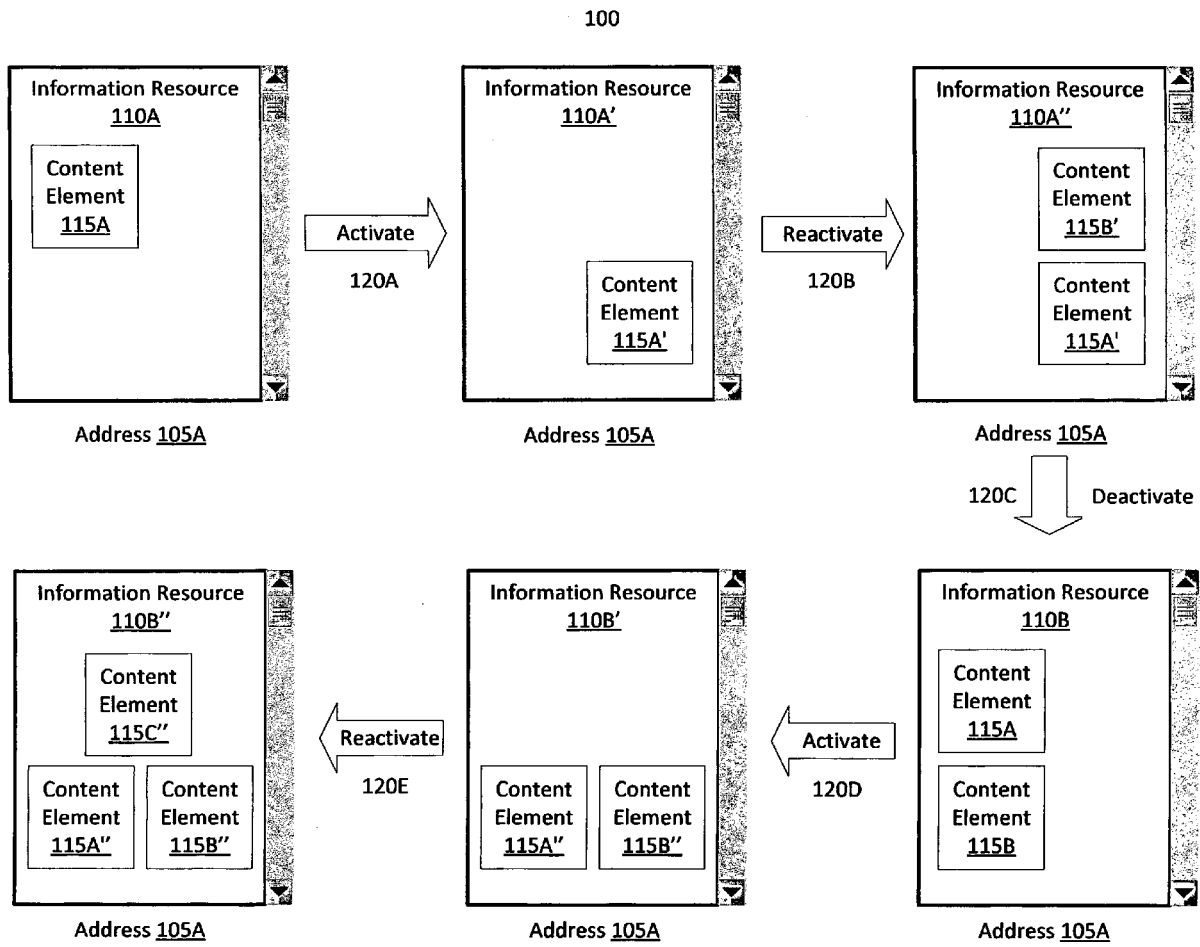 100
Information Resource
110A
Content
Element
115A
Address 105A
Activate
120A
Information Resource
110A'
Content
Element
115A'
Address 105A
Reactivate
120B
Information Resource
110A''
Content
Element
115B'
Content
Element
115A'
Address 105A
120C
Deactivate
Information Resource
110B
Content
Element
115A
Content
Element
115B
Address 105A
Activate
120D
Information Resource
110B'
Content
Element
115A''
Content
Element
115B''
Address 105A
Reactivate
120E
Information Resource
110B''
Content
Element
115C''
Content
Element
115A''
Content
Element
115B''
Address 105A